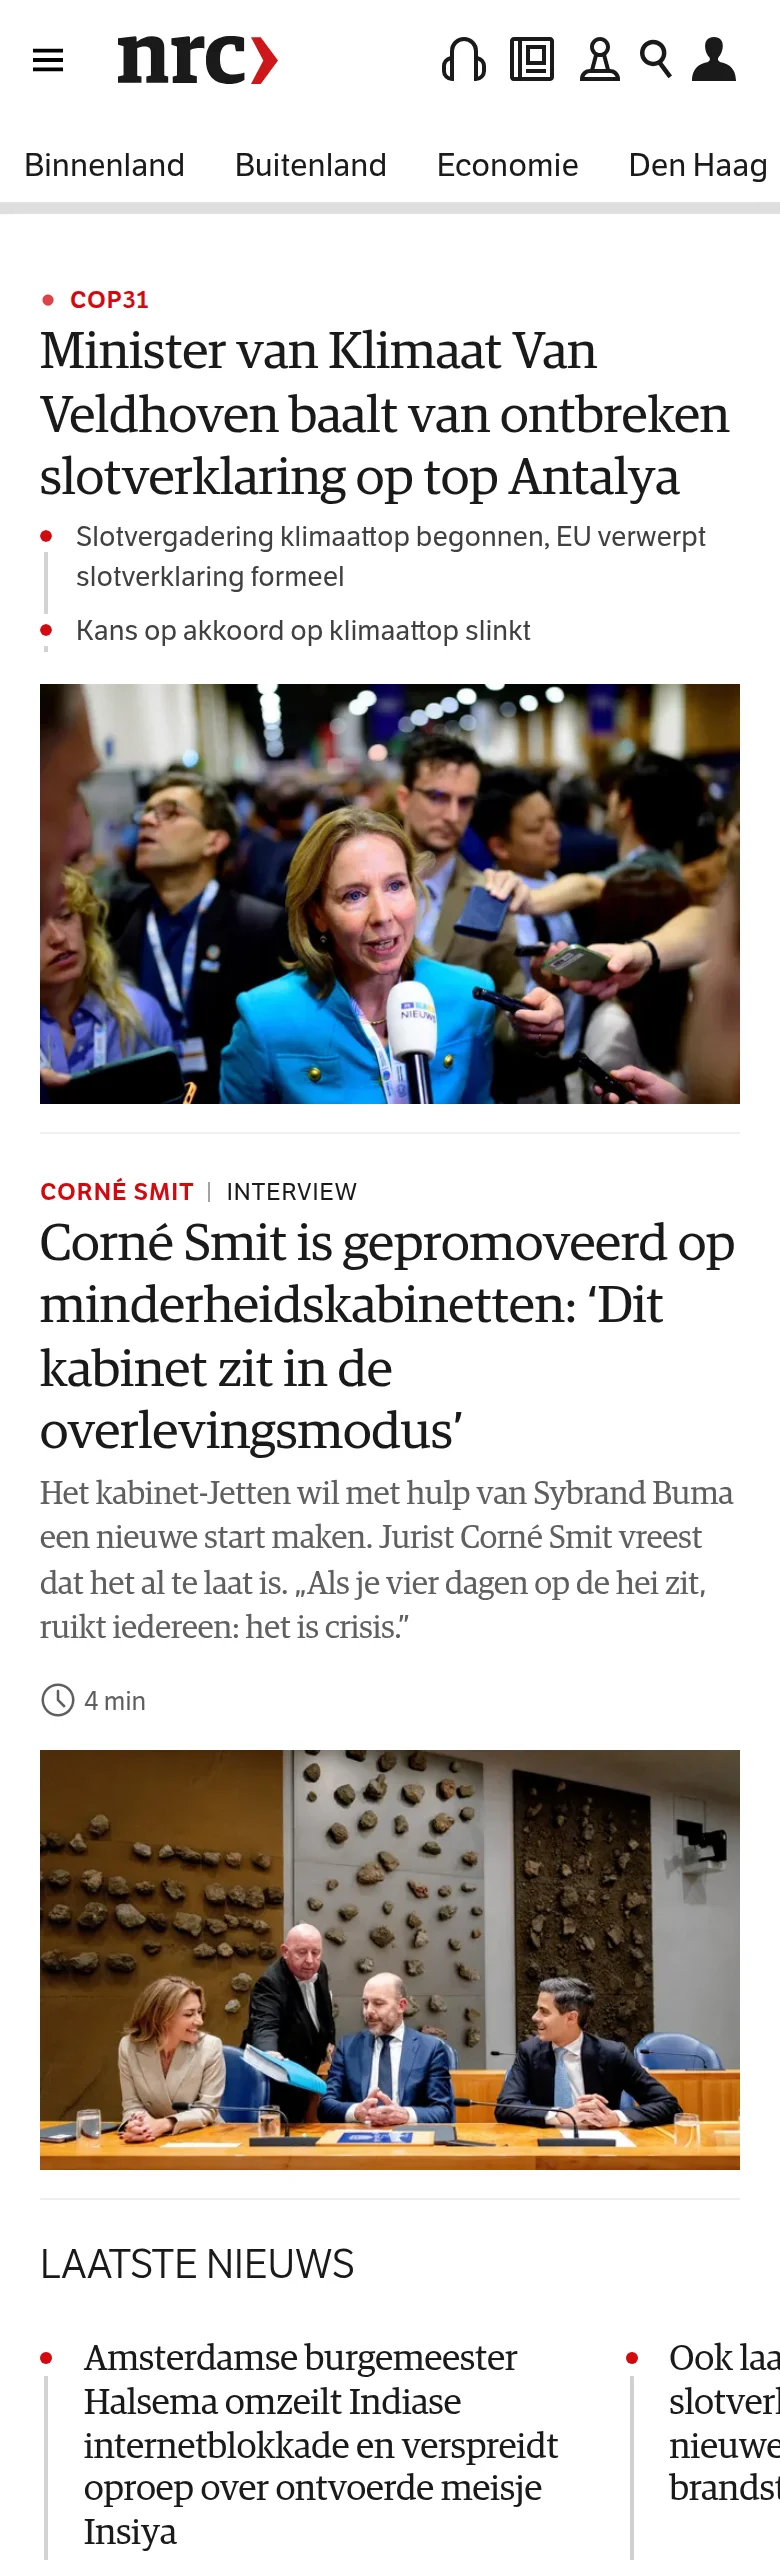 nrc
Binnenland Buitenland Economie Den Haag
COP31
Minister van Klimaat Van
Veldhoven baalt van ontbreken
slotverklaring op top Antalya
Slotvergadering klimaattop begonnen, EU verwerpt
slotverklaring formeel
Kans op akkoord op klimaattop slinkt
NIEUWS
CORNÉ SMIT | INTERVIEW
Corné Smit is gepromoveerd op
minderheidskabinetten: ‘Dit
kabinet zit in de
overlevingsmodus’
Het kabinet-Jetten wil met hulp van Sybrand Buma
een nieuwe start maken. Jurist Corné Smit vreest
dat het al te laat is. „Als je vier dagen op de hei zit,
ruikt iedereen: het is crisis.”
4 min
LAATSTE NIEUWS
Amsterdamse burgemeester
Halsema omzeilt Indiase
internetblokkade en verspreidt
oproep over ontvoerde meisje
Insiya
Ook laa
slotverl
nieuwe
brandst